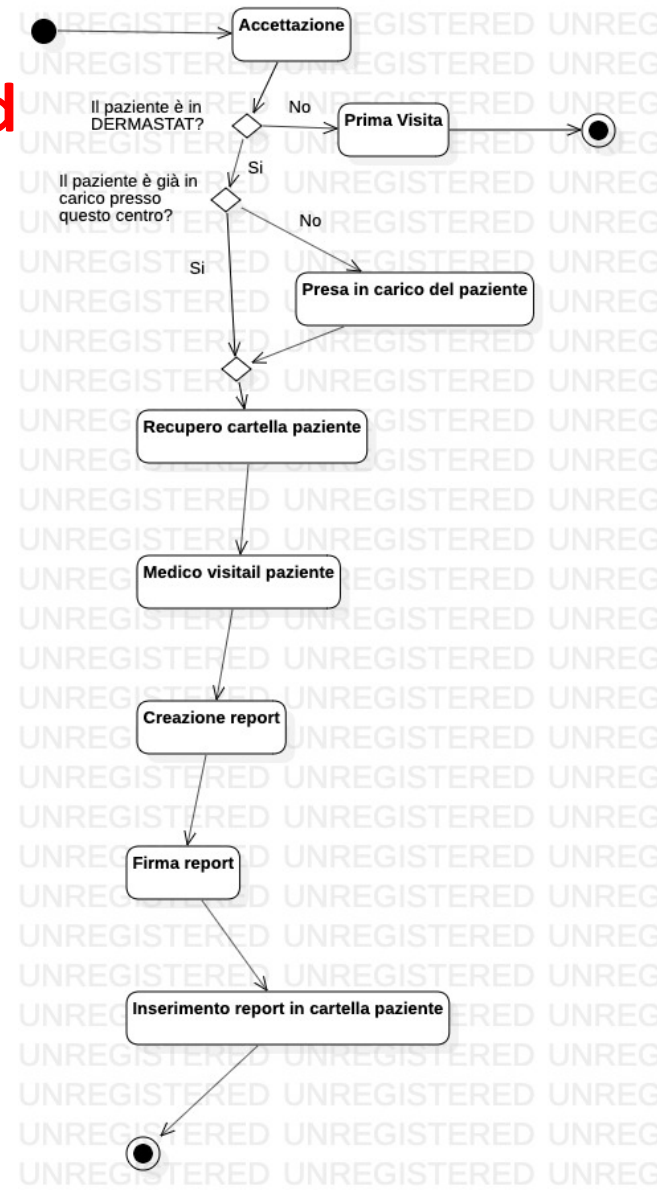 Accettazione
d
Il paziente è in
DERMASTAT?
No
Prima Visita
Si
Il paziente è già in
carico presso
questo centro?
No
Si
Presa in carico del paziente
Recupero cartella paziente
Medico visitail paziente
Creazione report
Firma report
Inserimento report in cartella paziente
UNREGISTERED UNREG